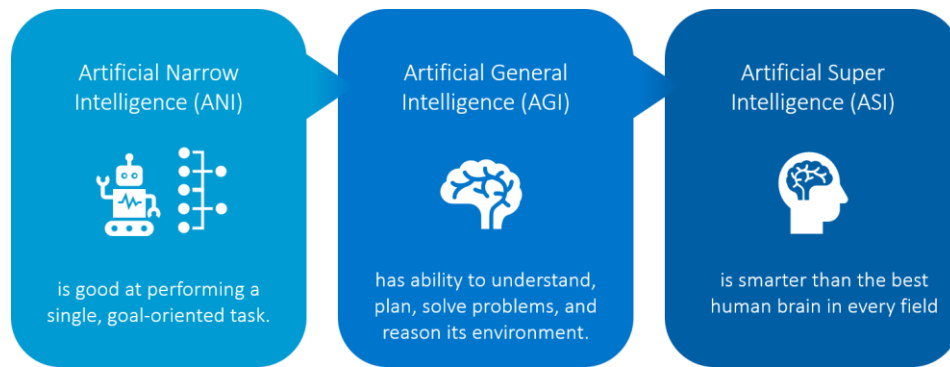 Artificial Narrow
Intelligence (ANI)
is good at performing a
single, goal-oriented task.
Artificial General
Intelligence (AGI)
has ability to understand,
plan, solve problems, and
reason its environment.
Artificial Super
Intelligence (ASI)
is smarter than the best
human brain in every field